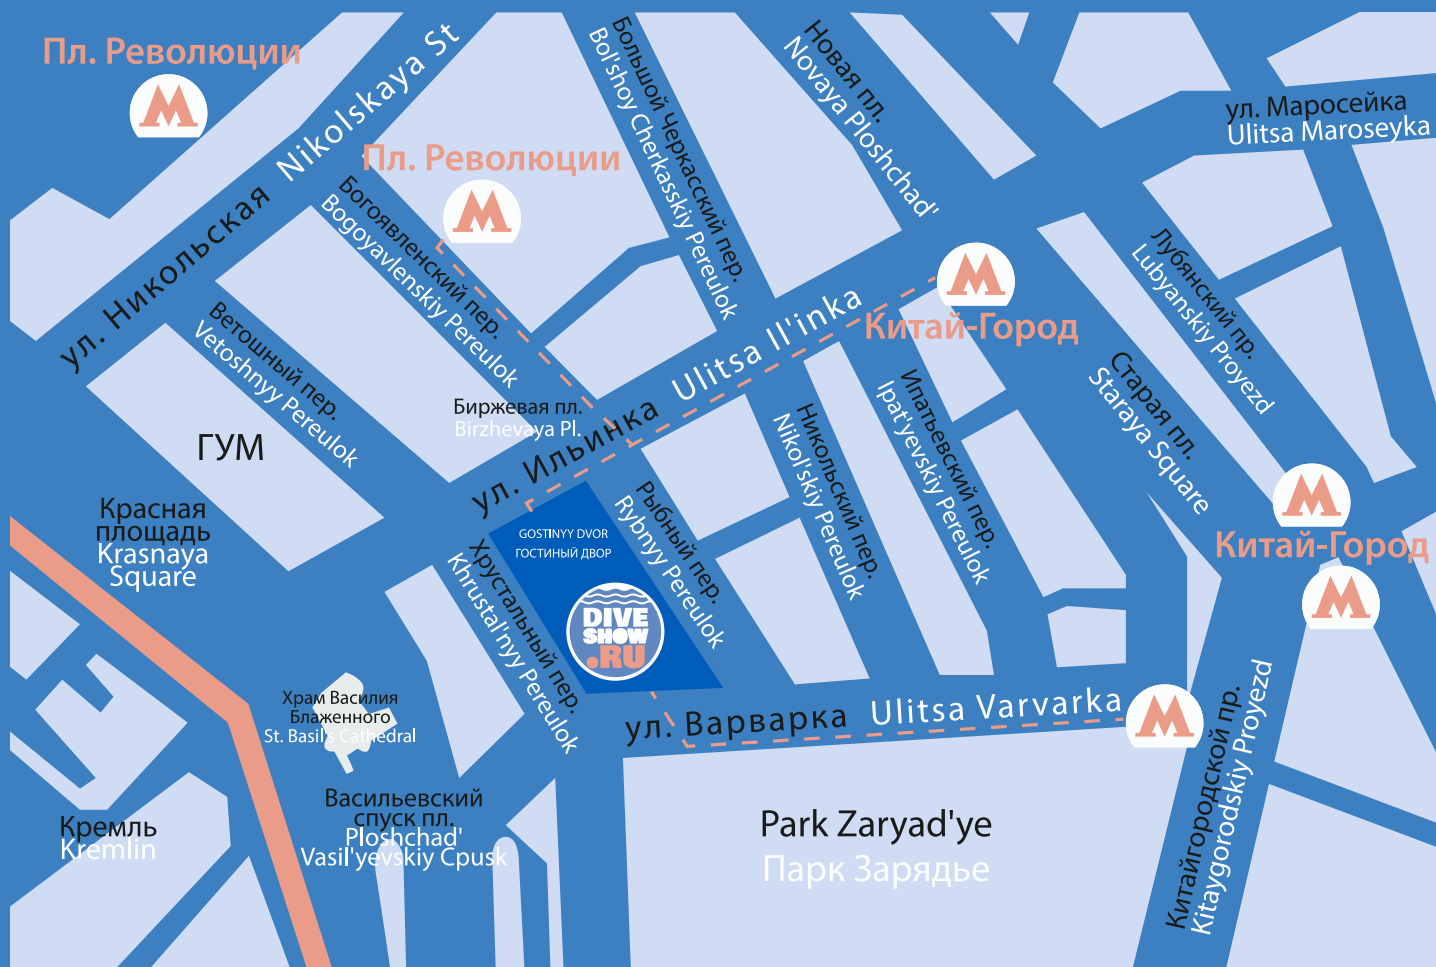 Пл. Революции
М
ул. Никольская Nikolskaya St
Большой Черкасский пер.
Bol'shoy Cherkasskiy Pereulok
Новая пл.
Novaya Ploshchad'
ул. Маросейка
Ulitsa Maroseyka
Пл. Революции
М
Богоявленский пер.
Bogoyavlenskiy Pereulok
Лубянский пр.
Lubyanskiy Proyezd
М
Китай-Город
Ветошный пер.
Vetoshnyy Pereulok
ул. Ильинка Ulitsa Il'inka
Биржевая пл.
Birzhevaya Pl.
Старая пл.
Staraya Square
Ипатьевский пер.
Ipat'yevskiy Pereulok
Никольский пер.
Nikol'skiy Pereulok
ГУМ
Красная
площадь
Krasnaya
Square
GOSTINYY DVOR
ГОСТИНЫЙ ДВОР
Рыбный пер.
Rybnyy Pereulok
Хрустальный пер.
Khrustal'nyy Pereulok
DIVE
SHOW
.RU
М
Китай-Город
М
Храм Василия
Блаженного
St. Basil's Cathedral
ул. Варварка Ulitsa Varvarka
М
Китайгородской пр.
Kitaygorodskiy Proyezd
Васильевский
спуск пл.
Ploshchad'
Vasil'yevskiy Cpusk
Кремль
Kremlin
Park Zaryad'ye
Парк Зарядье